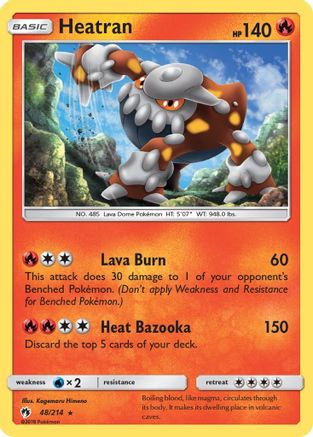 BASIC Heatran HP 140
NO. 485 Lava Dome Pokémon HT: 5'07" WT: 948.0 lbs.
Lava Burn 60
This attack does 30 damage to 1 of your opponent's
Benched Pokémon. (Don't apply Weakness and Resistance
for Benched Pokémon.)
Heat Bazooka 150
Discard the top 5 cards of your deck.
weakness ×2 resistance retreat
Illus. Kagemaru Himeno
48/214 ★
©2019 Pokémon
Boiling blood, like magma, circulates through
its body. It makes its dwelling place in volcanic
caves.